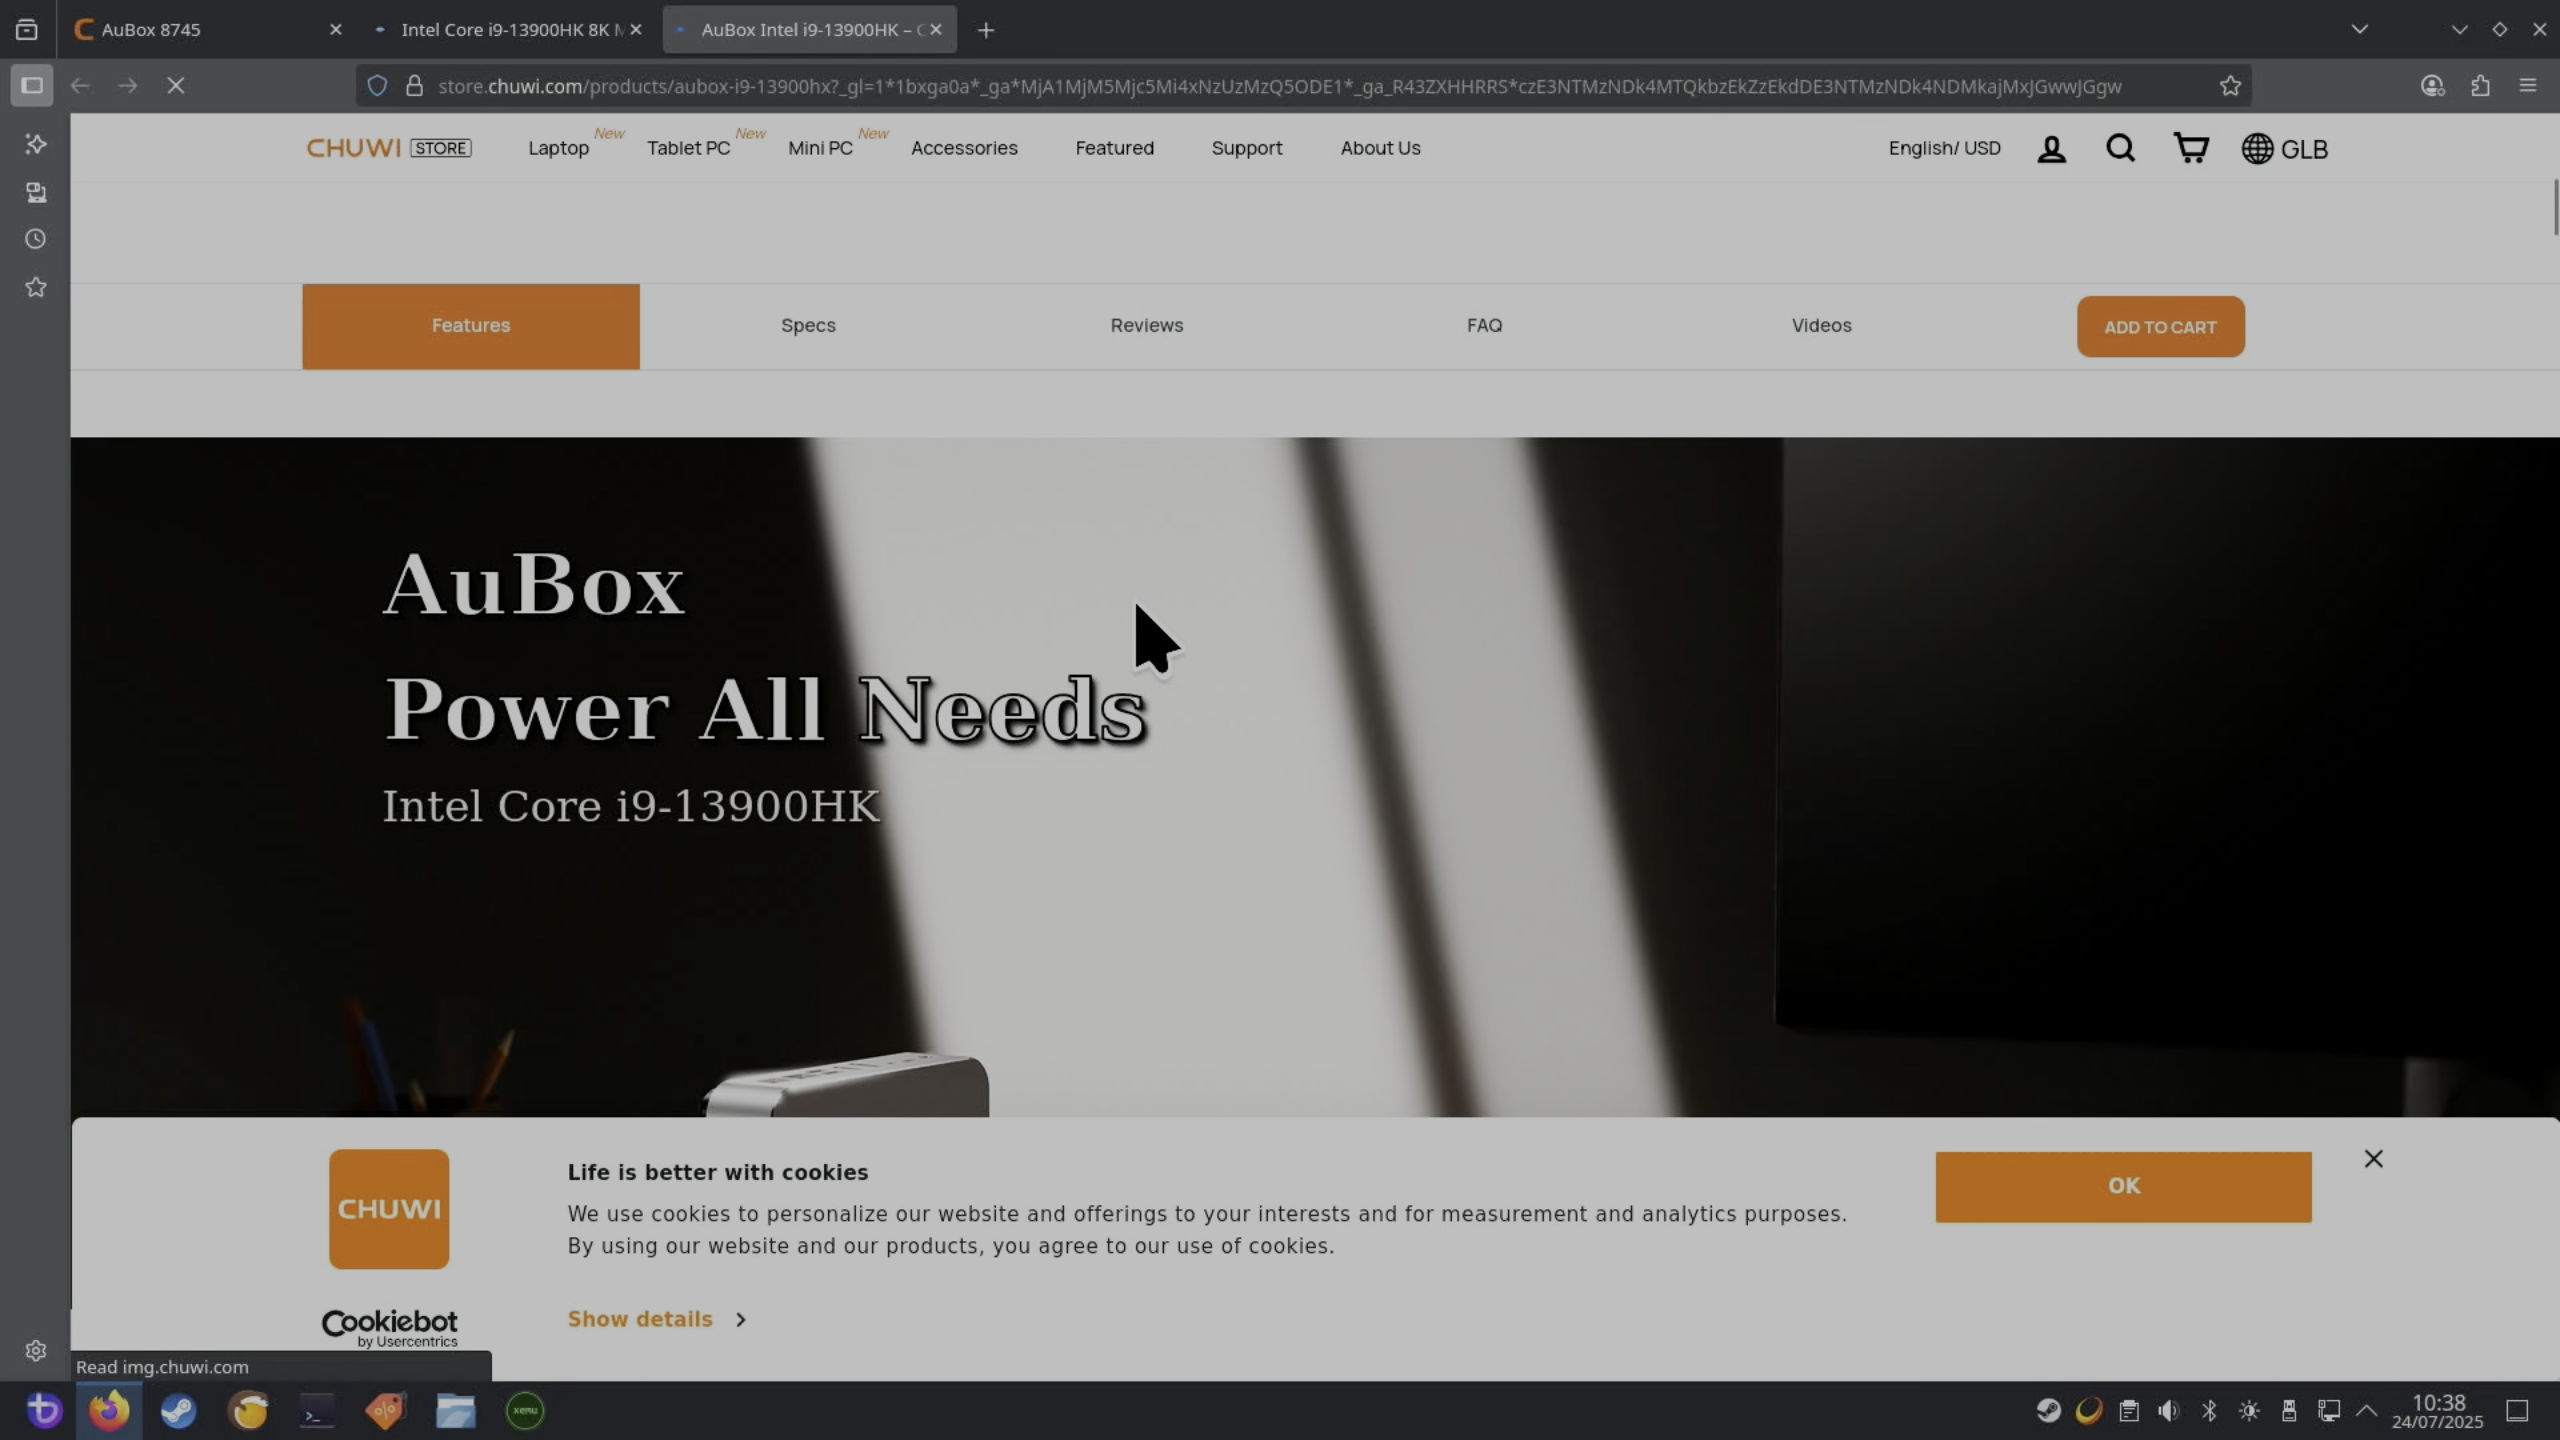 AuBox 8745
Intel Core i9-13900HK 8K M
AuBox Intel i9-13900HK – C
store.chuwi.com/products/aubox-i9-13900hx?_gl=1*1bxga0a*_ga*MjA1MjM5Mjc5Mi4xNzUzMzQ5ODE1*_ga_R43ZXHHRRS*czE3NTMzNDk4MTQkbzEkZzEkdDE3NTMzNDk4NDMkajMxJGwwJGgw
CHUWI STORE
Laptop New
Tablet PC New
Mini PC New
Accessories
Featured
Support
About Us
English/ USD
GLB
Features
Specs
Reviews
FAQ
Videos
ADD TO CART
AuBox
Power All Needs
Intel Core i9-13900HK
CHUWI
Life is better with cookies
We use cookies to personalize our website and offerings to your interests and for measurement and analytics purposes.
By using our website and our products, you agree to our use of cookies.
OK
Cookiebot
by Usercentrics
Show details
Read img.chuwi.com
xemu
10:38
24/07/2025